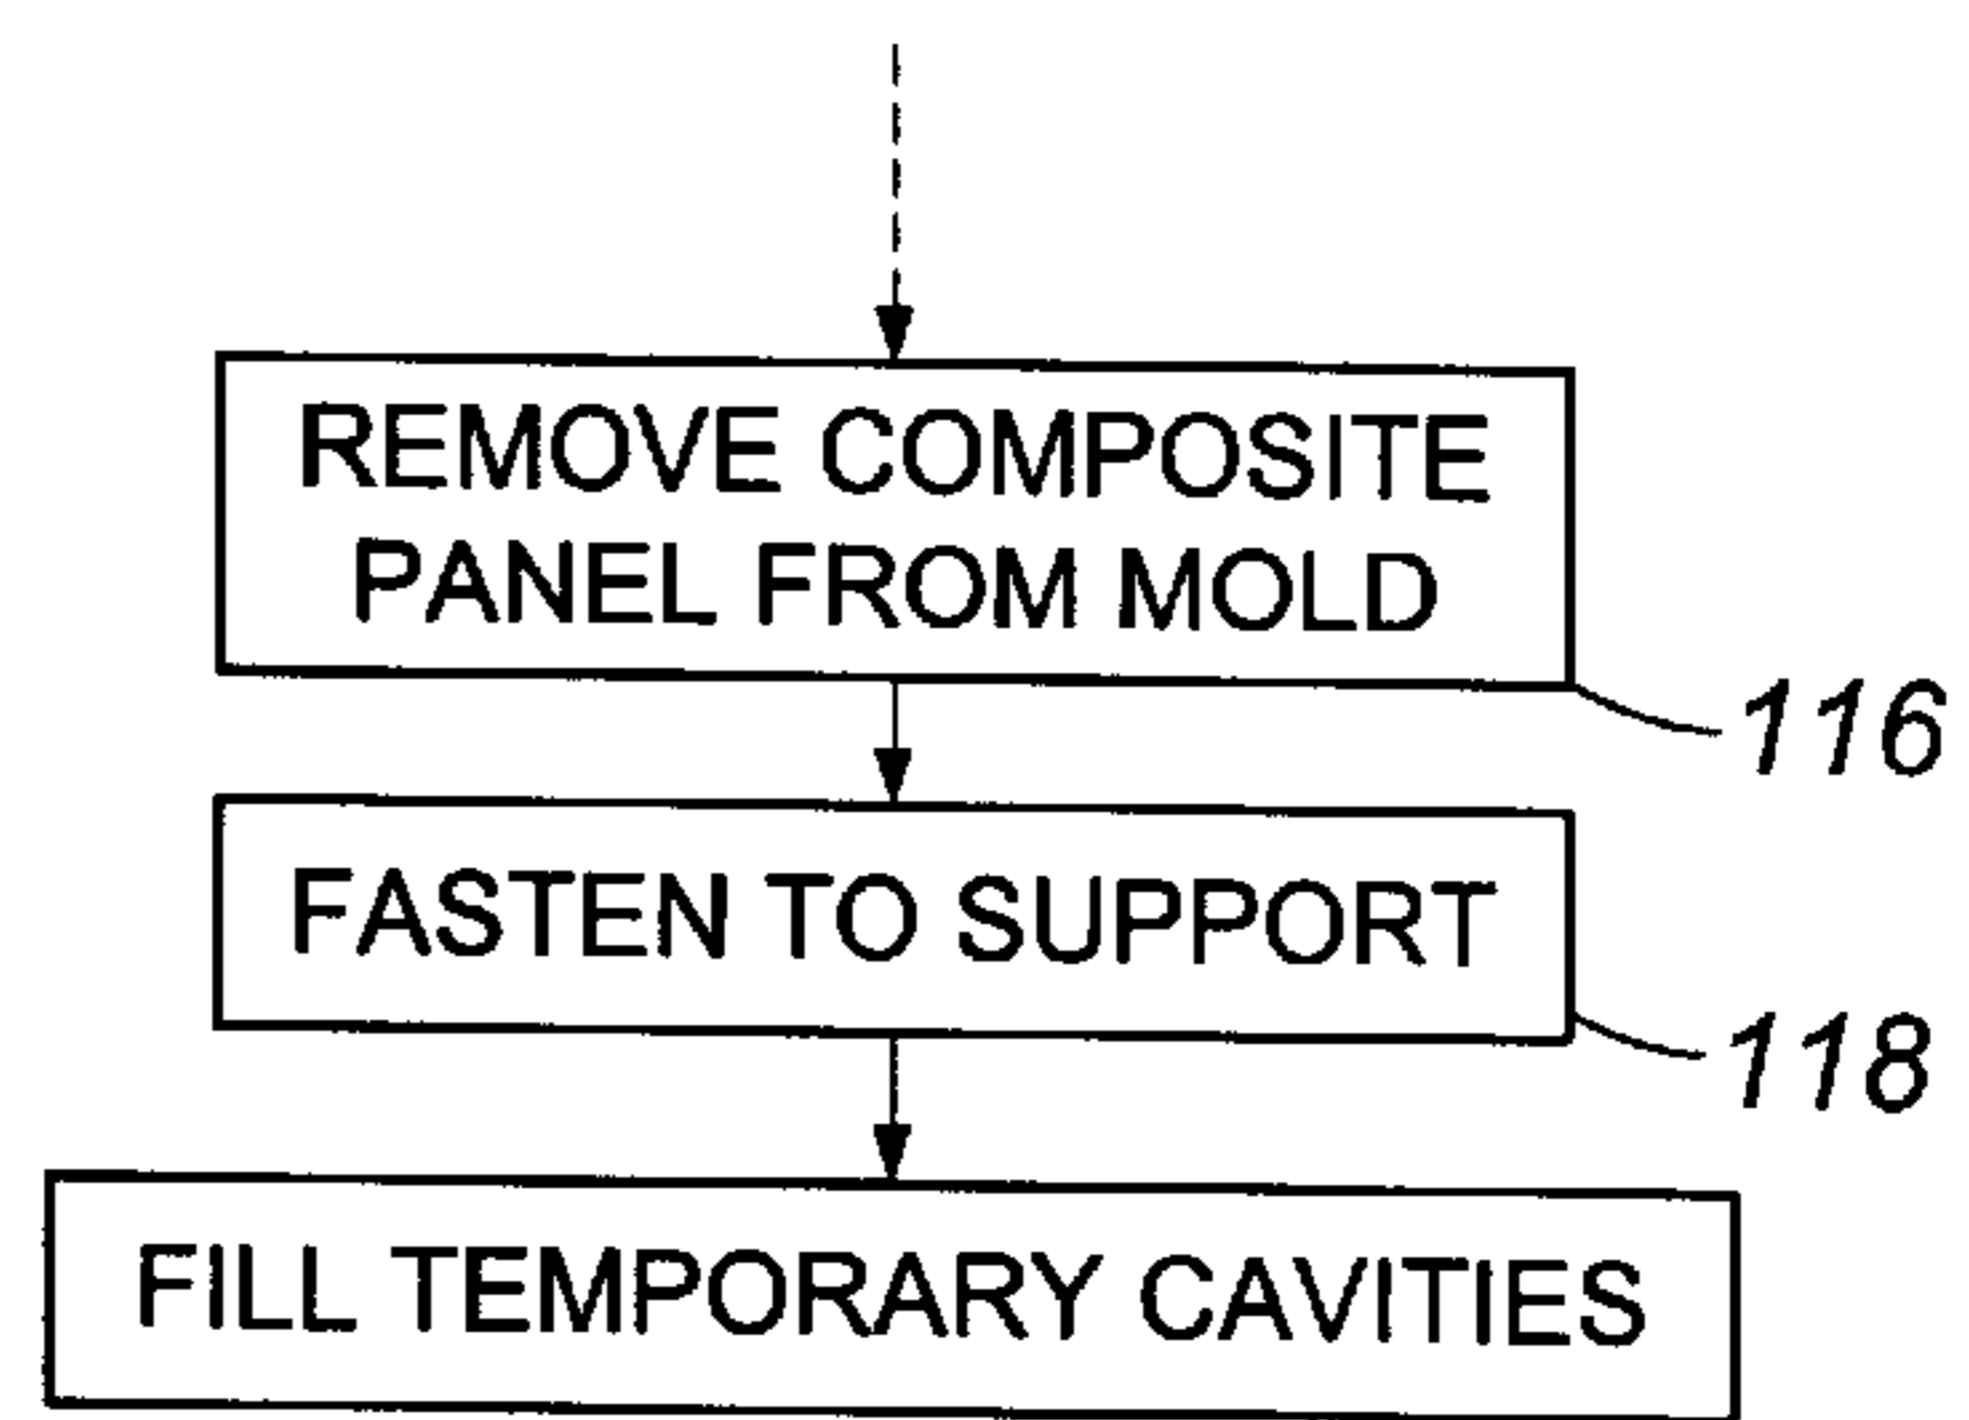 REMOVE COMPOSITE
PANEL FROM MOLD
116
FASTEN TO SUPPORT
118
FILL TEMPORARY CAVITIES